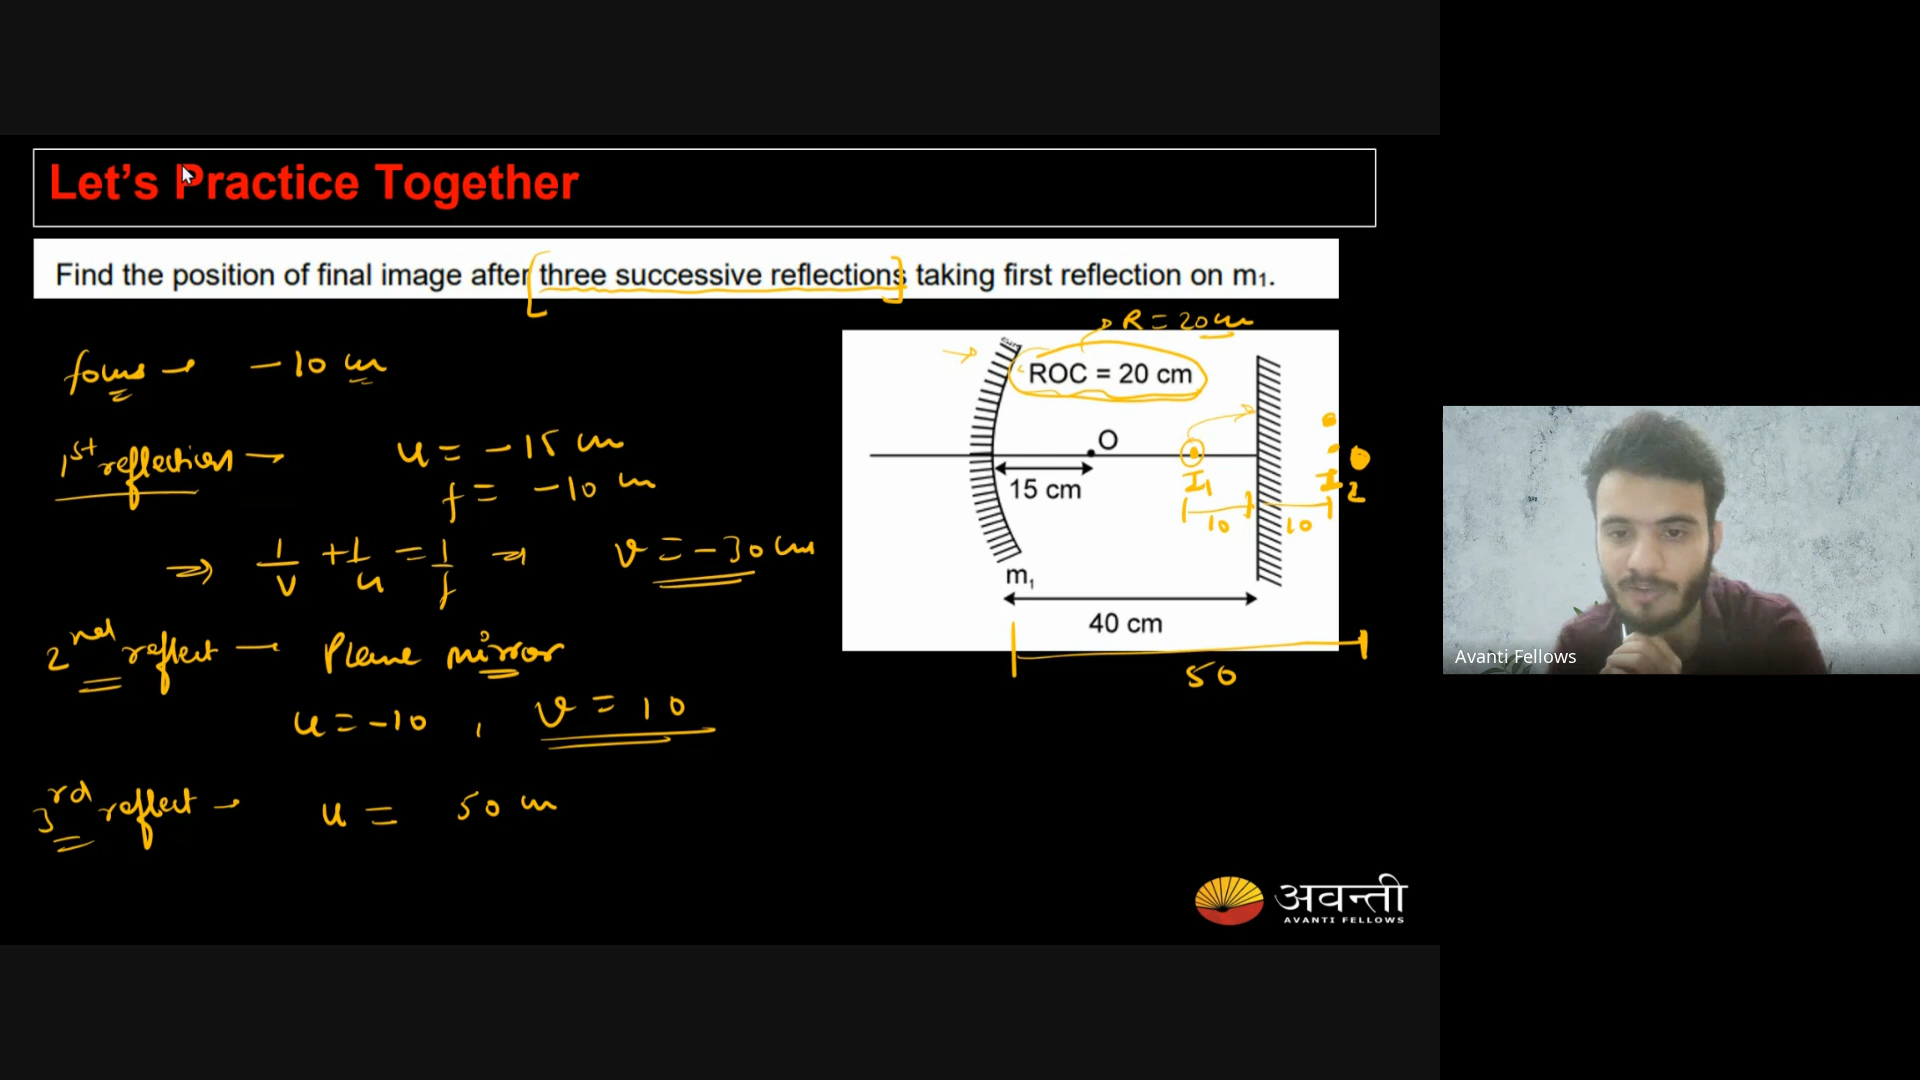 Let's Practice Together
Find the position of final image after three successive reflections taking first reflection on m₁.
R = 20 cm
focus → -10 cm
ROC = 20 cm
1st reflection → u = -15 cm
f = -10 cm
O
15 cm
I1
I2
10 10
⇒ 1/v + 1/u = 1/f ⇒ v = -30 cm
m₁
40 cm
2nd reflect → Plane mirror
50
u = -10 , v = 10
3rd reflect → u = 50 cm
अवन्ती
AVANTI FELLOWS
Avanti Fellows